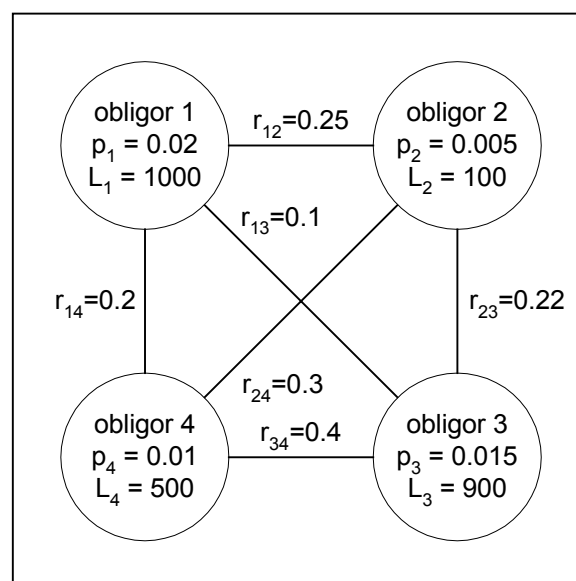 obligor 1
p₁ = 0.02
L₁ = 1000
r₁₂=0.25
obligor 2
p₂ = 0.005
L₂ = 100
r₁₃=0.1
r₁₄=0.2
r₂₃=0.22
r₂₄=0.3
obligor 4
p₄ = 0.01
L₄ = 500
r₃₄=0.4
obligor 3
p₃ = 0.015
L₃ = 900